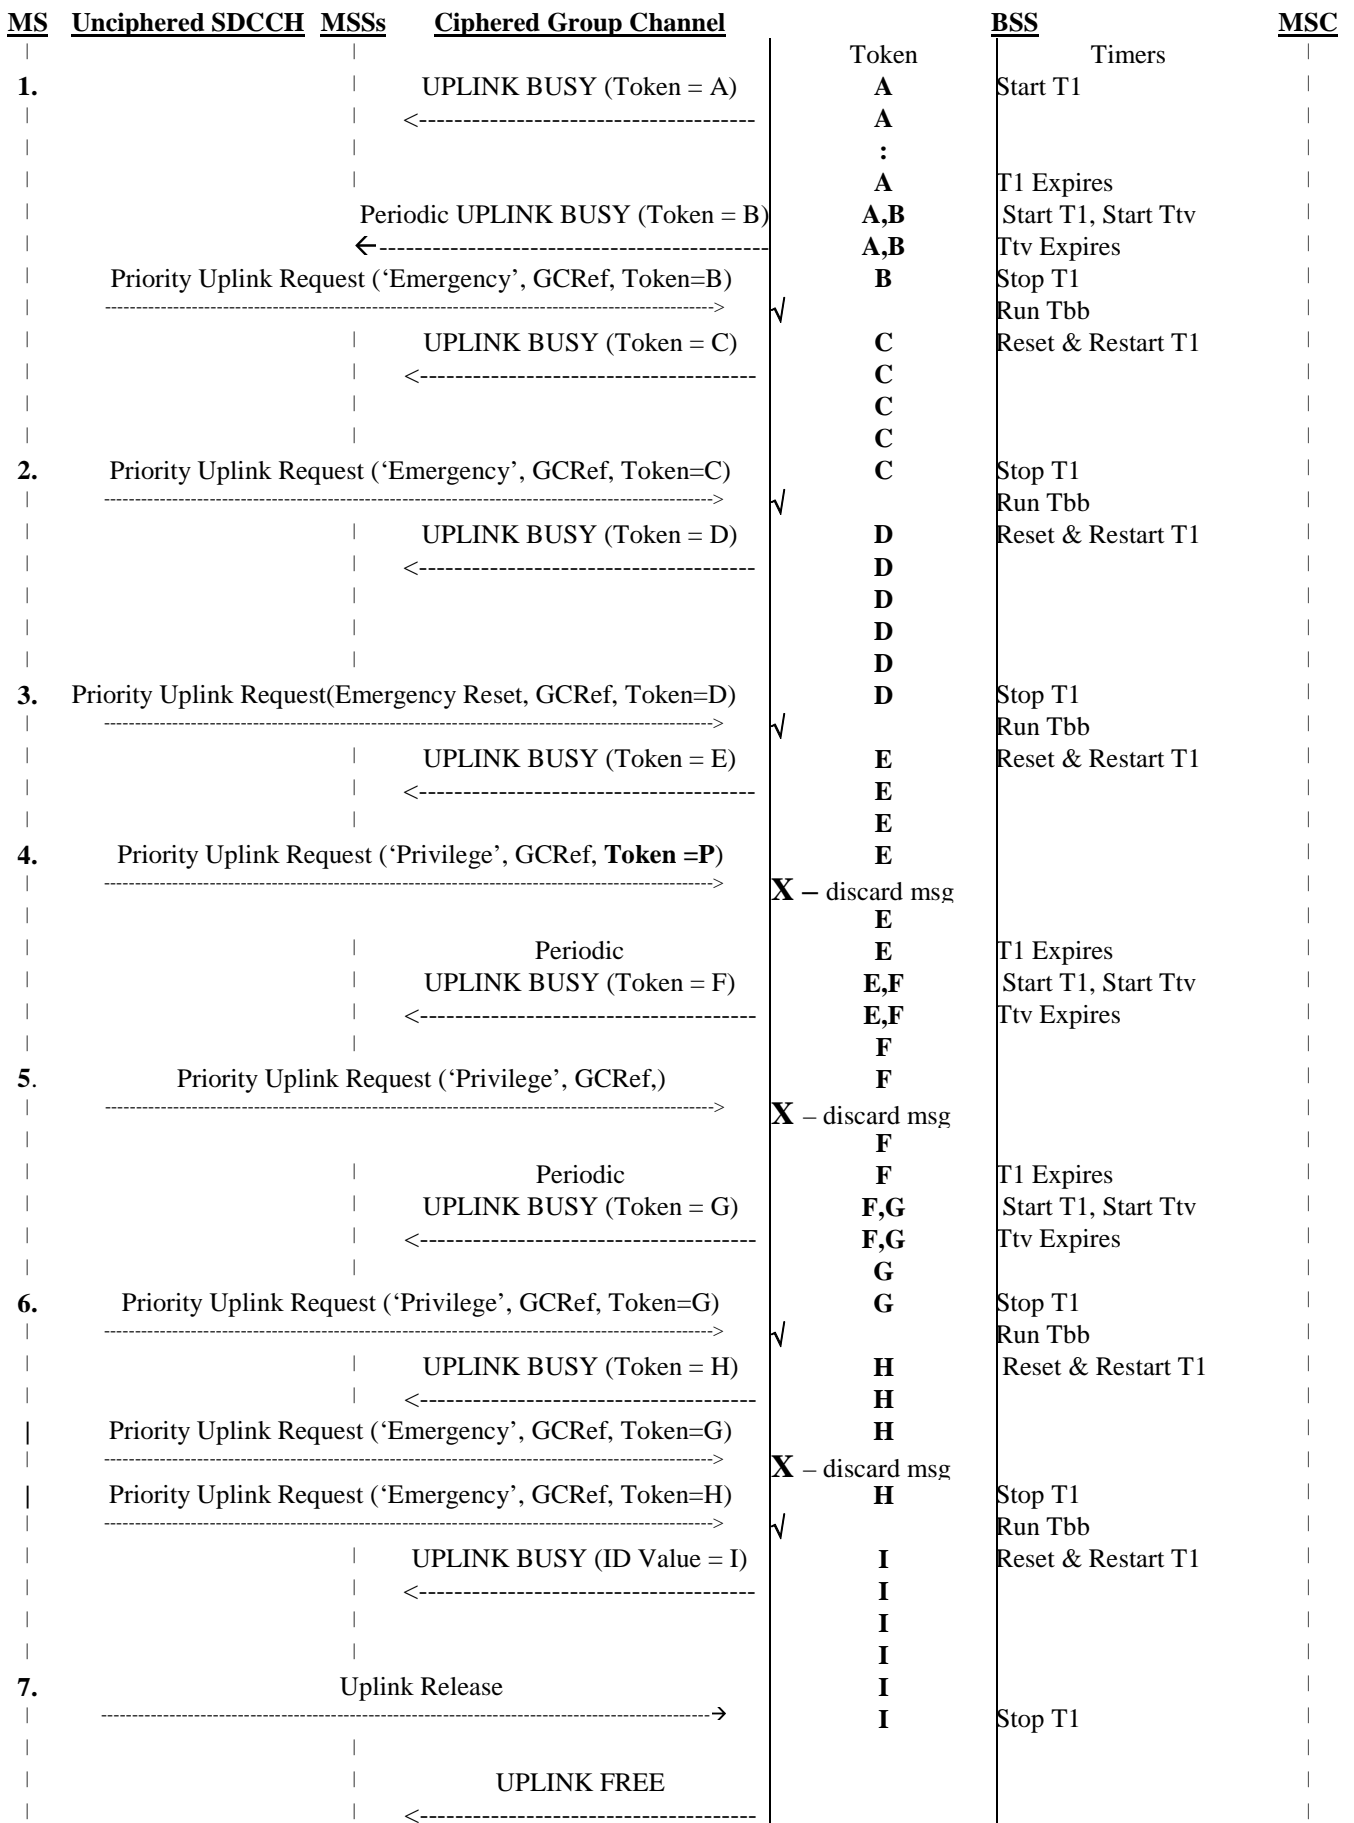 MS Unciphered SDCCH MSSs Ciphered Group Channel BSS MSC
Token Timers
1. UPLINK BUSY (Token = A) A Start T1
A
:
A T1 Expires
Periodic UPLINK BUSY (Token = B) A,B Start T1, Start Ttv
A,B Ttv Expires
Priority Uplink Request (‘Emergency’, GCRef, Token=B) B Stop T1
√ Run Tbb
UPLINK BUSY (Token = C) C Reset & Restart T1
C
C
C
2. Priority Uplink Request (‘Emergency’, GCRef, Token=C) C Stop T1
√ Run Tbb
UPLINK BUSY (Token = D) D Reset & Restart T1
D
D
D
D
3. Priority Uplink Request(Emergency Reset, GCRef, Token=D) D Stop T1
√ Run Tbb
UPLINK BUSY (Token = E) E Reset & Restart T1
E
E
4. Priority Uplink Request (‘Privilege’, GCRef, Token =P) E
X – discard msg
E
Periodic E T1 Expires
UPLINK BUSY (Token = F) E,F Start T1, Start Ttv
E,F Ttv Expires
F
5. Priority Uplink Request (‘Privilege’, GCRef,) F
X – discard msg
F
Periodic F T1 Expires
UPLINK BUSY (Token = G) F,G Start T1, Start Ttv
F,G Ttv Expires
G
6. Priority Uplink Request (‘Privilege’, GCRef, Token=G) G Stop T1
√ Run Tbb
UPLINK BUSY (Token = H) H Reset & Restart T1
H
Priority Uplink Request (‘Emergency’, GCRef, Token=G) H
X – discard msg
Priority Uplink Request (‘Emergency’, GCRef, Token=H) H Stop T1
√ Run Tbb
UPLINK BUSY (ID Value = I) I Reset & Restart T1
I
I
I
7. Uplink Release I
I Stop T1
UPLINK FREE